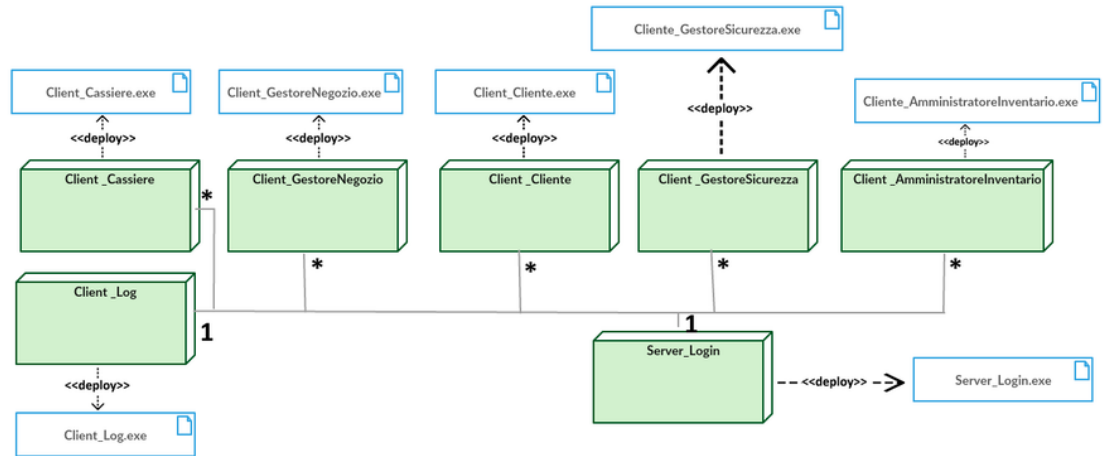 Cliente_GestoreSicurezza.exe
Client_Cassiere.exe
Client_GestoreNegozio.exe
Client_Cliente.exe
Cliente_AmministratoreInventario.exe
<<deploy>>
<<deploy>>
<<deploy>>
<<deploy>>
<<deploy>>
Client _Cassiere
Client_GestoreNegozio
Client _Cliente
Client _GestoreSicurezza
Client _AmministratoreInventario
*
*
*
*
*
Client _Log
1
1
Server_Login
<<deploy>>
<<deploy>>
Server_Login.exe
Client_Log.exe